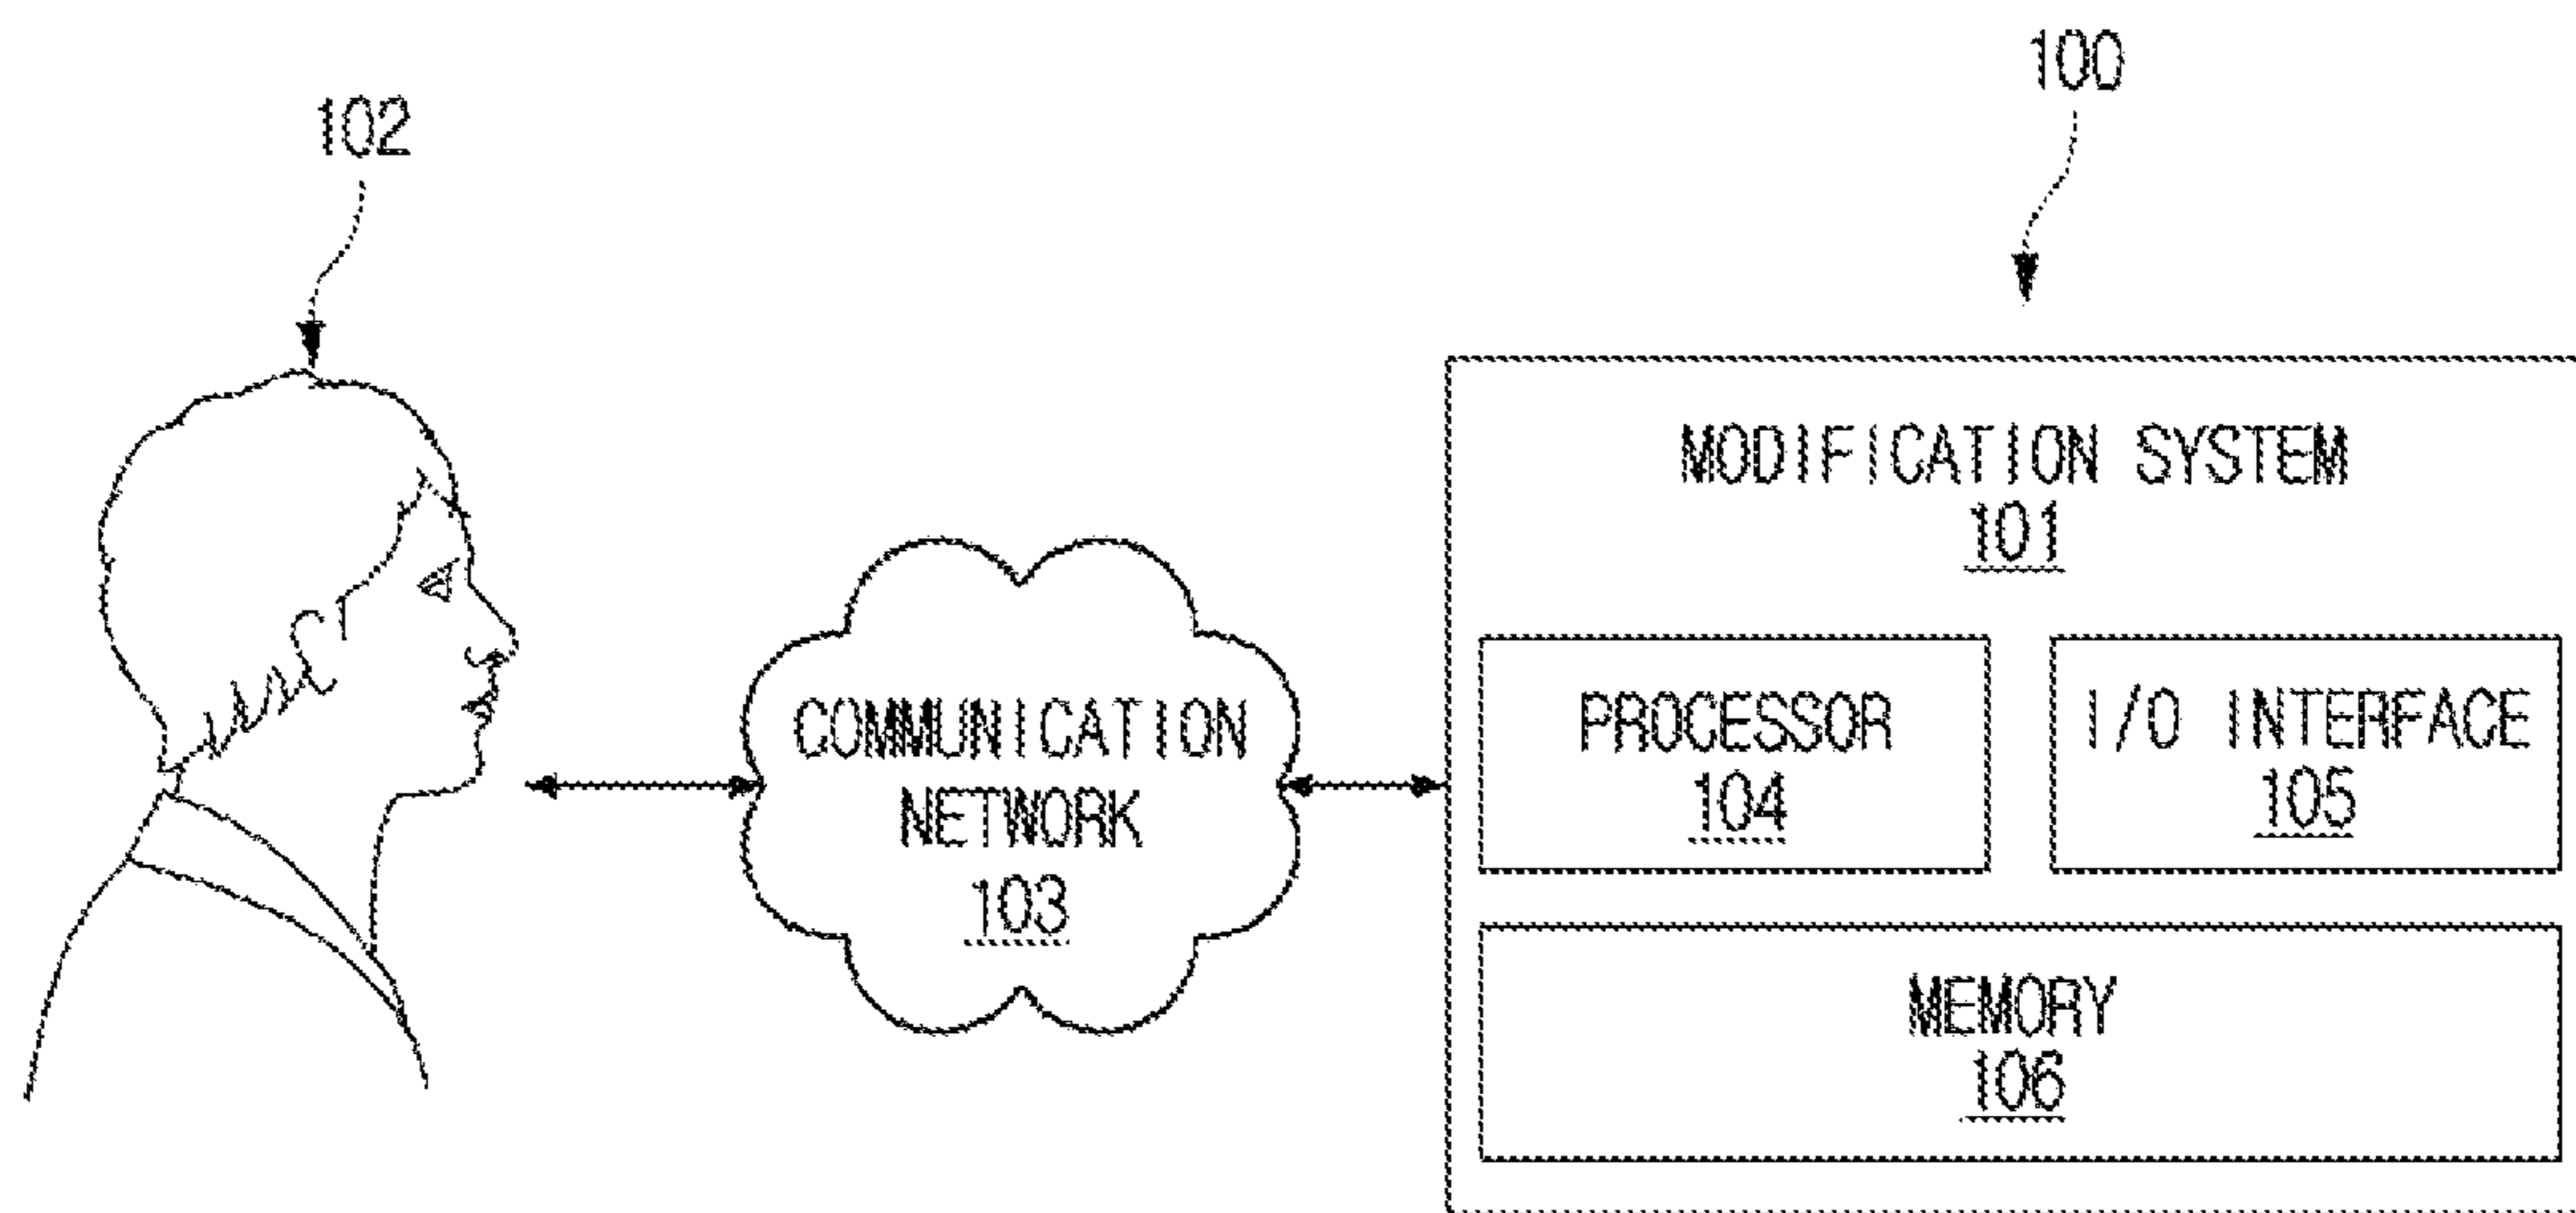 100
102
MODIFICATION SYSTEM
101
COMMUNICATION
NETWORK
103
PROCESSOR
104
I/O INTERFACE
105
MEMORY
106